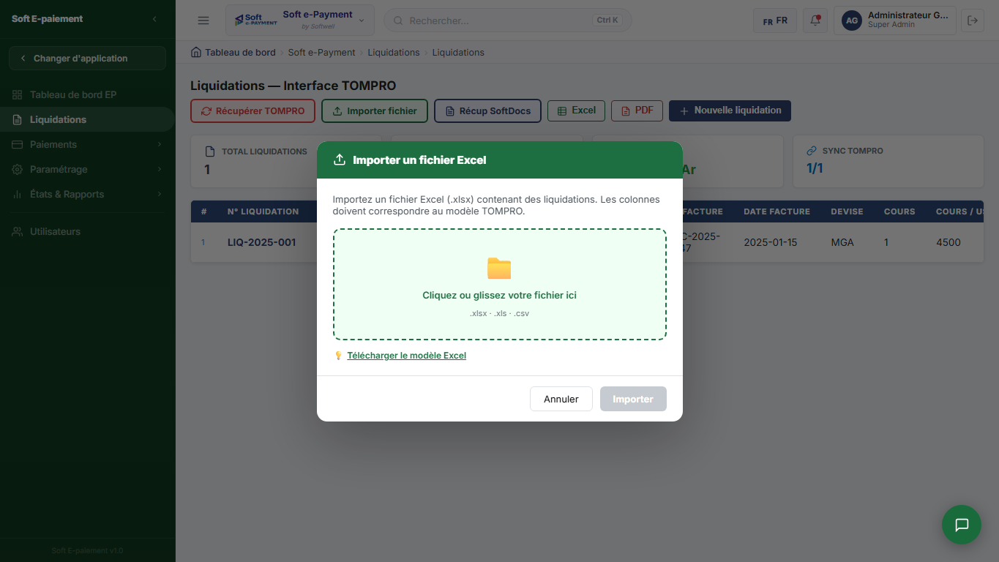 Soft E-paiement
Changer d'application
Tableau de bord EP
Liquidations
Paiements
Paramétrage
États & Rapports
Utilisateurs
Soft E-paiement v1.0
Soft
e-PAYMENT
Soft e-Payment
by Softwell
Rechercher...
Ctrl K
FR FR
AG
Administrateur G...
Super Admin
Tableau de bord › Soft e-Payment › Liquidations › Liquidations
Liquidations — Interface TOMPRO
Récupérer TOMPRO
Importer fichier
Récup SoftDocs
Excel
PDF
Nouvelle liquidation
TOTAL LIQUIDATIONS
1
Ar
SYNC TOMPRO
1/1
# N° LIQUIDATION FACTURE DATE FACTURE DEVISE COURS COURS / U
1 LIQ-2025-001 C-2025- 2025-01-15 MGA 1 4500
47
Importer un fichier Excel
Importez un fichier Excel (.xlsx) contenant des liquidations. Les colonnes
doivent correspondre au modèle TOMPRO.
Cliquez ou glissez votre fichier ici
.xlsx · .xls · .csv
Télécharger le modèle Excel
Annuler
Importer